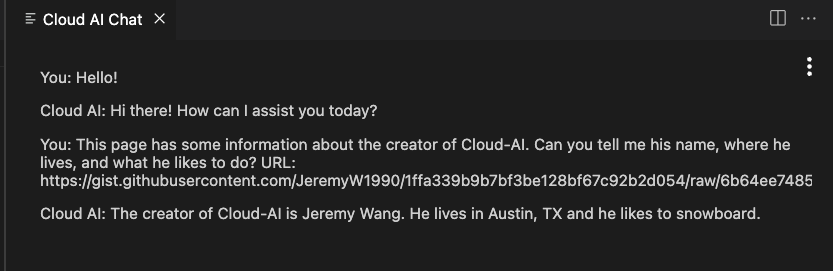 Cloud AI Chat
You: Hello!
Cloud AI: Hi there! How can I assist you today?
You: This page has some information about the creator of Cloud-AI. Can you tell me his name, where he
lives, and what he likes to do? URL:
https://gist.githubusercontent.com/JeremyW1990/1ffa339b9b7bf3be128bf67c92b2d054/raw/6b64ee7485
Cloud AI: The creator of Cloud-AI is Jeremy Wang. He lives in Austin, TX and he likes to snowboard.